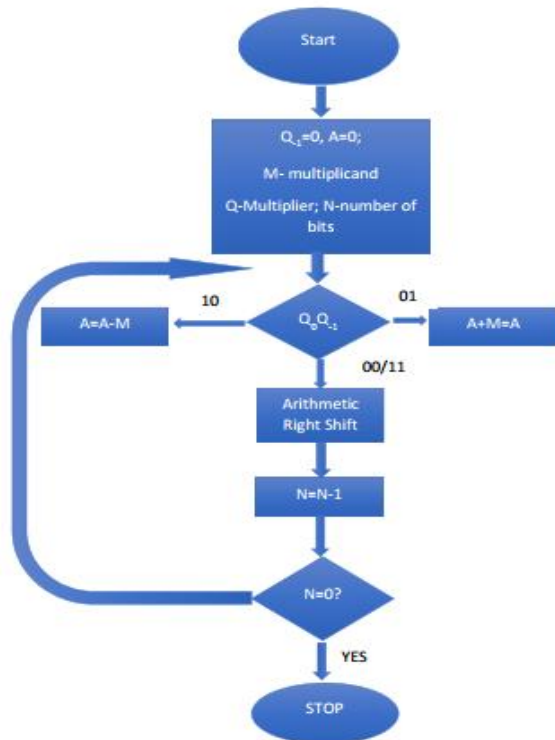 Start
Q₋₁=0, A=0;
M- multiplicand
Q-Multiplier; N-number of
bits
10
01
A=A-M
Q₀Q₋₁
A+M=A
00/11
Arithmetic
Right Shift
N=N-1
N=0?
YES
STOP